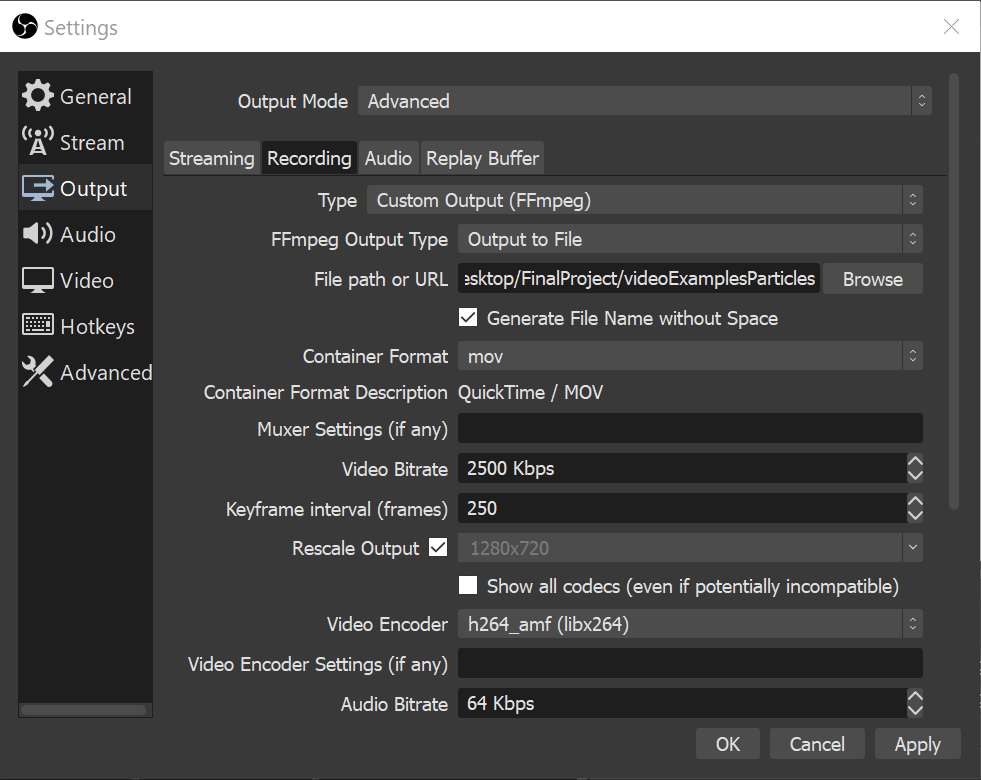 Settings
General
Stream
Output
Audio
Video
Hotkeys
Advanced
Output Mode Advanced
Streaming Recording Audio Replay Buffer
Type Custom Output (FFmpeg)
FFmpeg Output Type Output to File
File path or URL esktop/FinalProject/videoExamplesParticles Browse
Generate File Name without Space
Container Format mov
Container Format Description QuickTime / MOV
Muxer Settings (if any)
Video Bitrate 2500 Kbps
Keyframe interval (frames) 250
Rescale Output 1280x720
Show all codecs (even if potentially incompatible)
Video Encoder h264_amf (libx264)
Video Encoder Settings (if any)
Audio Bitrate 64 Kbps
OK Cancel Apply